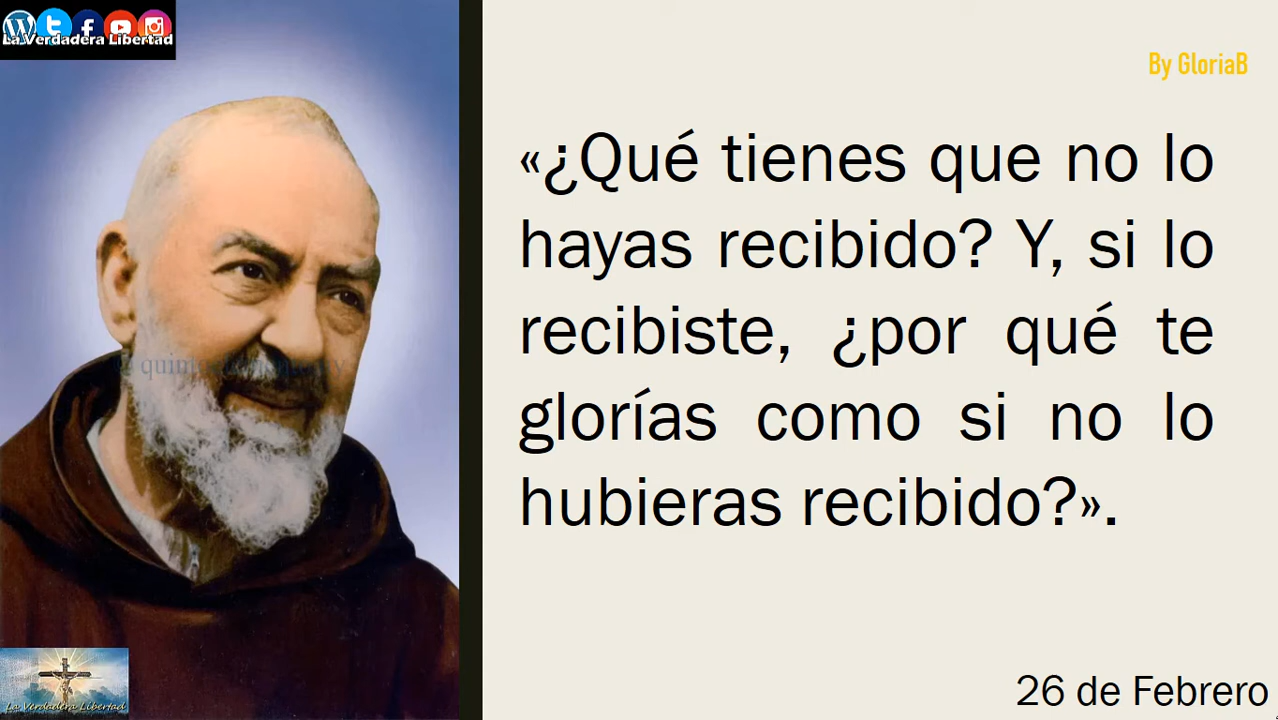 La Verdadera Libertad
By GloriaB
«¿Qué tienes que no lo
hayas recibido? Y, si lo
recibiste, ¿por qué te
glorías como si no lo
hubieras recibido?».
La Verdadera Libertad
26 de Febrero